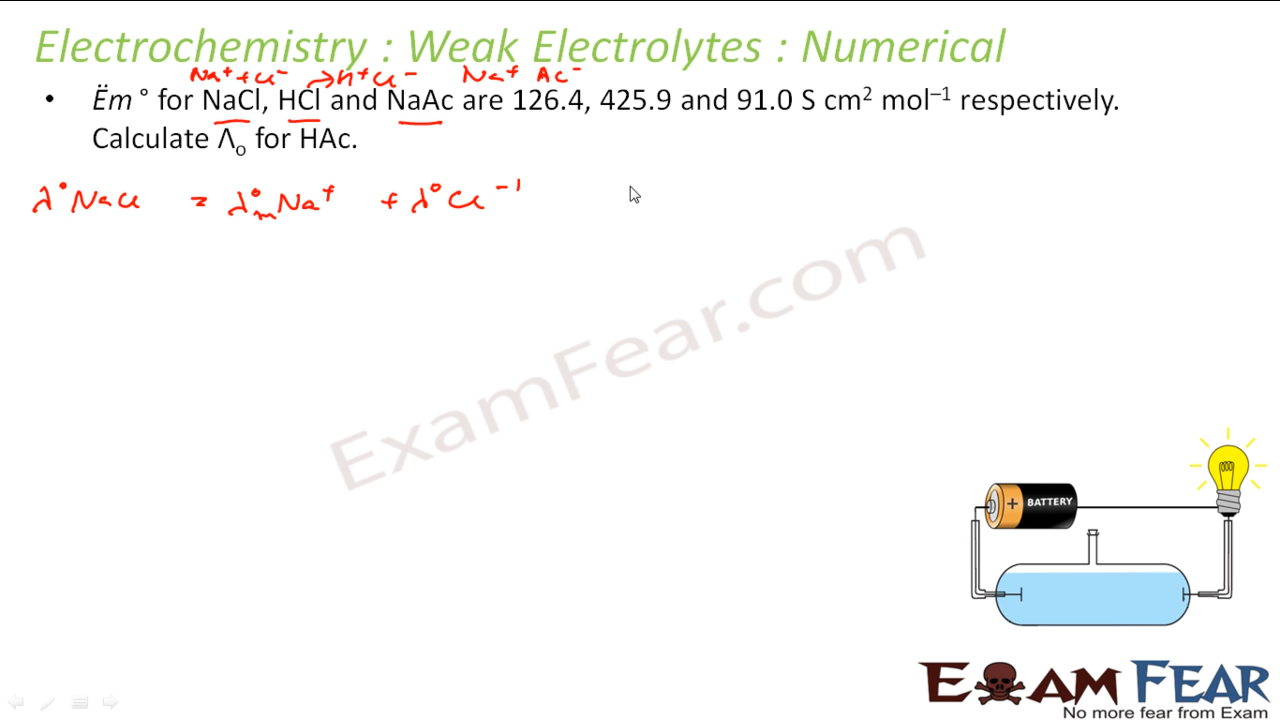 Electrochemistry : Weak Electrolytes : Numerical
Na⁺ + Cl⁻ → H⁺ Cl⁻ Na⁺ Ac⁻
• Ëm ° for NaCl, HCl and NaAc are 126.4, 425.9 and 91.0 S cm² mol⁻¹ respectively.
Calculate Λₒ for HAc.
λ° NaCl = λ°ₘ Na⁺ + λ° Cl⁻¹
ExamFear.com
+ BATTERY
EXAM FEAR
No more fear from Exam